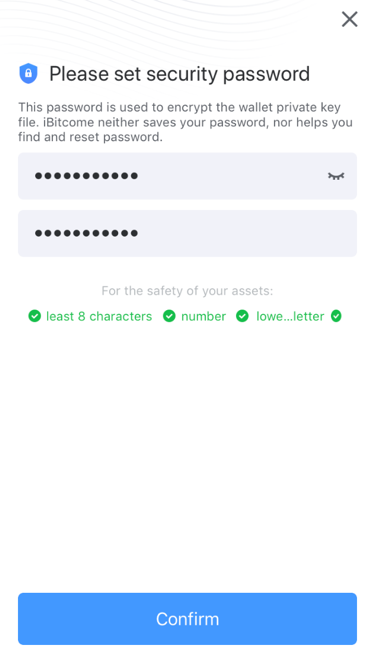 Please set security password
This password is used to encrypt the wallet private key
file. iBitcome neither saves your password, nor helps you
find and reset password.
•••••••••••
•••••••••••
For the safety of your assets:
least 8 characters number lowe...letter
Confirm